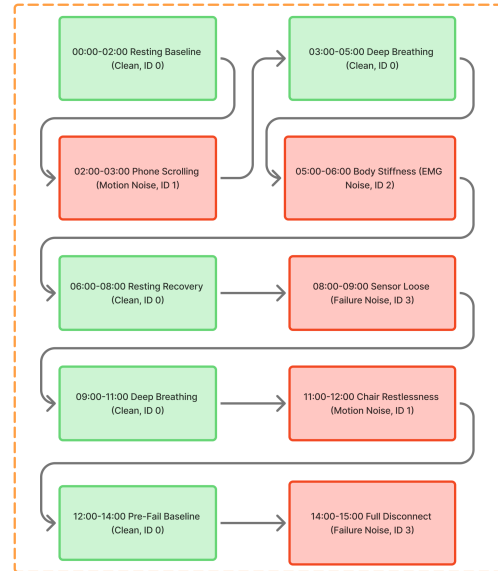 00:00-02:00 Resting Baseline
(Clean, ID 0)
02:00-03:00 Phone Scrolling
(Motion Noise, ID 1)
03:00-05:00 Deep Breathing
(Clean, ID 0)
05:00-06:00 Body Stiffness (EMG
Noise, ID 2)
06:00-08:00 Resting Recovery
(Clean, ID 0)
08:00-09:00 Sensor Loose
(Failure Noise, ID 3)
09:00-11:00 Deep Breathing
(Clean, ID 0)
11:00-12:00 Chair Restlessness
(Motion Noise, ID 1)
12:00-14:00 Pre-Fail Baseline
(Clean, ID 0)
14:00-15:00 Full Disconnect
(Failure Noise, ID 3)